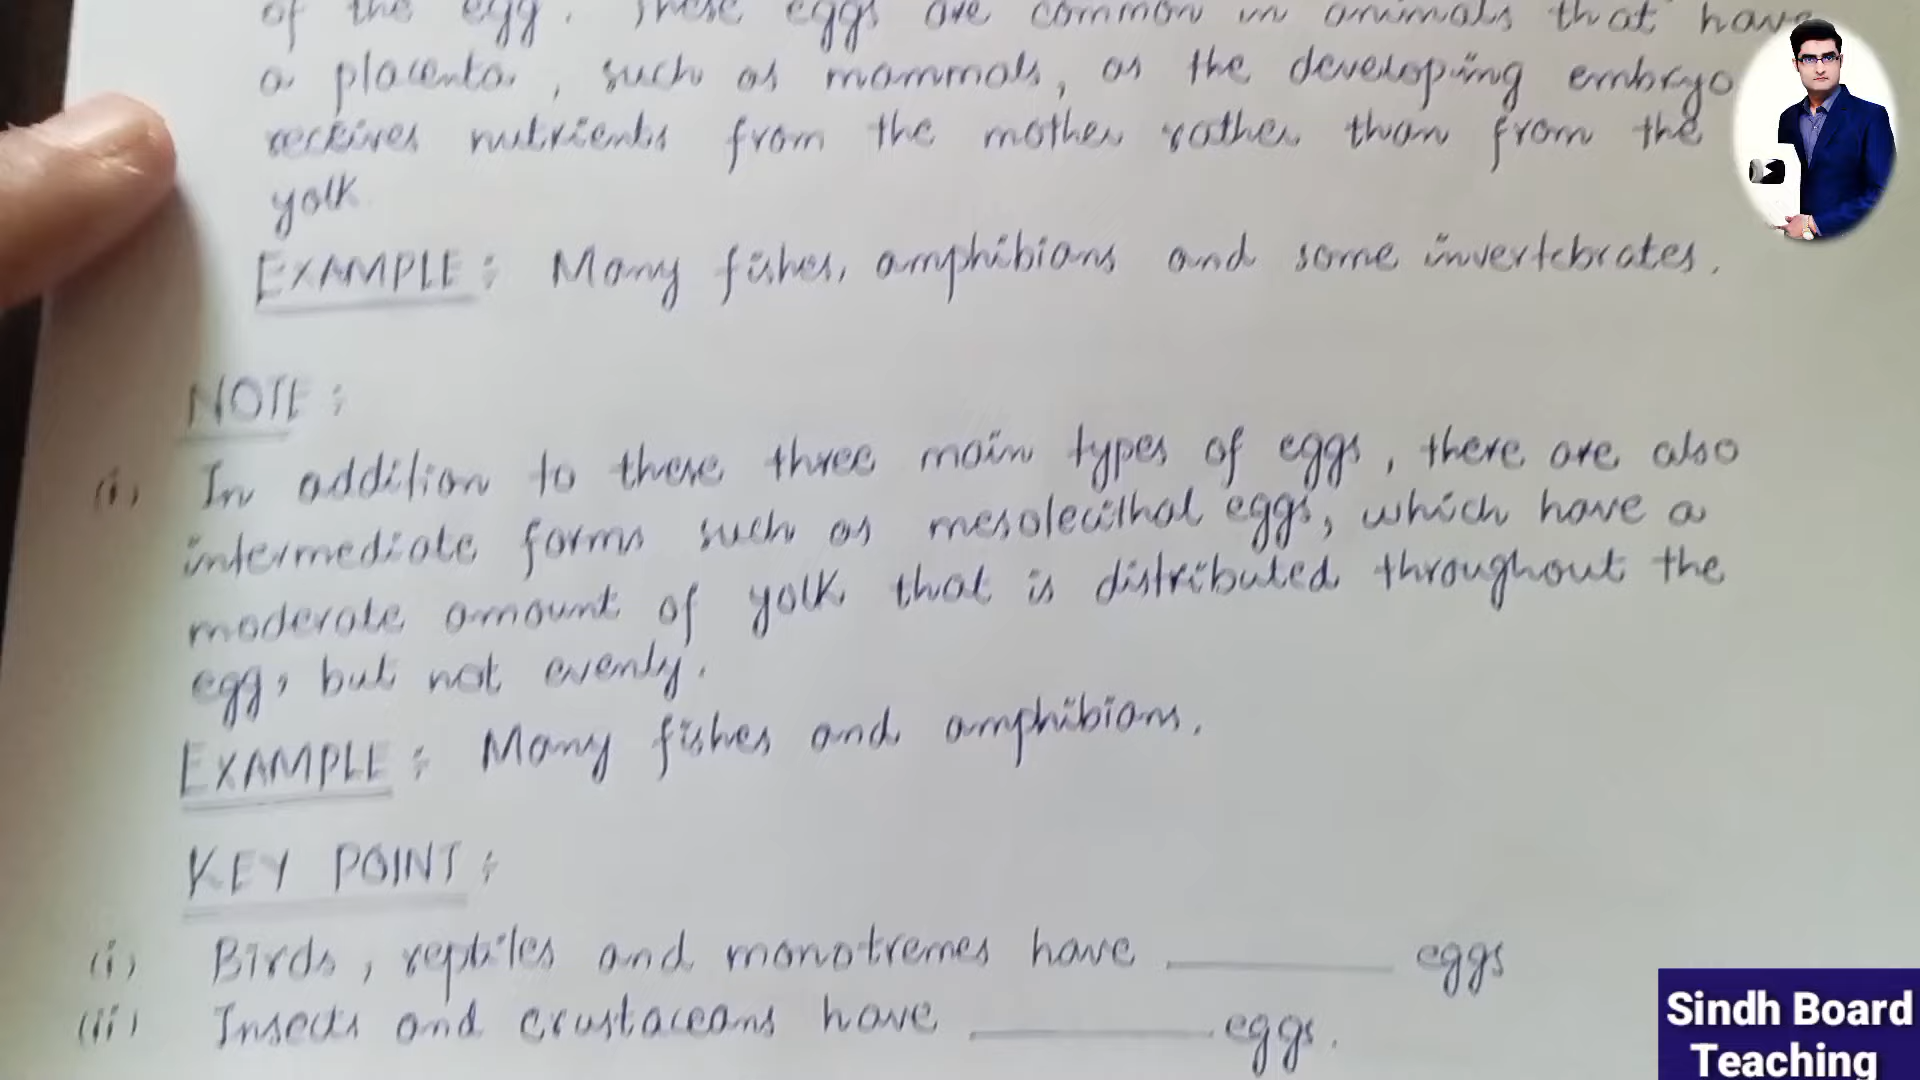 of the egg. These eggs are common in animals that have
a placenta, such as mammals, as the developing embryo
receives nutrients from the mother rather than from the
yolk
EXAMPLE: Many fishes, amphibians and some invertebrates.
NOTE:
(i) In addition to these three main types of eggs, there are also
intermediate forms such as mesolecithal eggs, which have a
moderate amount of yolk that is distributed throughout the
egg, but not evenly.
EXAMPLE: Many fishes and amphibians.
KEY POINT:
(i) Birds, reptiles and monotremes have ________ eggs
(ii) Insects and crustaceans have ________ eggs.
Sindh Board
Teaching